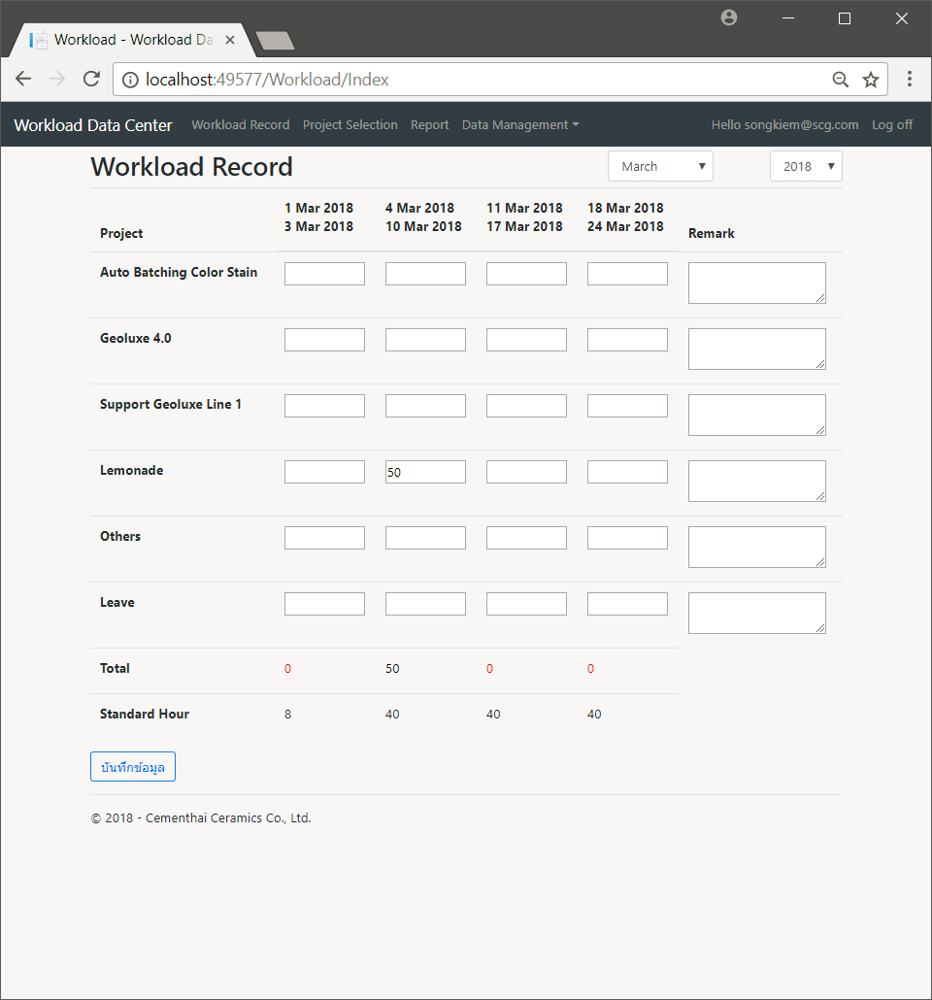 Workload - Workload Da
localhost:49577/Workload/Index
Workload Data Center Workload Record Project Selection Report Data Management Hello songkiem@scg.com Log off
Workload Record March 2018
Project 1 Mar 2018 4 Mar 2018 11 Mar 2018 18 Mar 2018 Remark
3 Mar 2018 10 Mar 2018 17 Mar 2018 24 Mar 2018
Auto Batching Color Stain
Geoluxe 4.0
Support Geoluxe Line 1
Lemonade 50
Others
Leave
Total 0 50 0 0
Standard Hour 8 40 40 40
บันทึกข้อมูล
© 2018 - Cementhai Ceramics Co., Ltd.